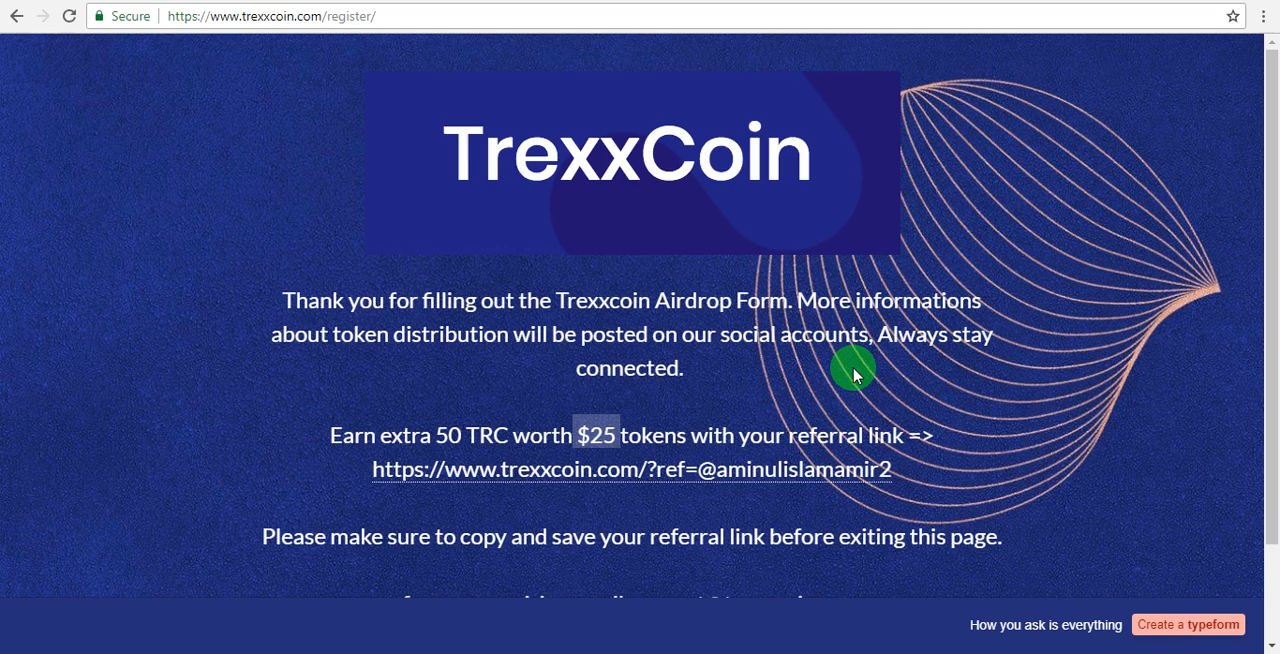 Secure | https://www.trexxcoin.com/register/
TrexxCoin
Thank you for filling out the Trexxcoin Airdrop Form. More informations
about token distribution will be posted on our social accounts, Always stay
connected.
Earn extra 50 TRC worth $25 tokens with your referral link =>
https://www.trexxcoin.com/?ref=@aminulislamamir2
Please make sure to copy and save your referral link before exiting this page.
How you ask is everything Create a typeform